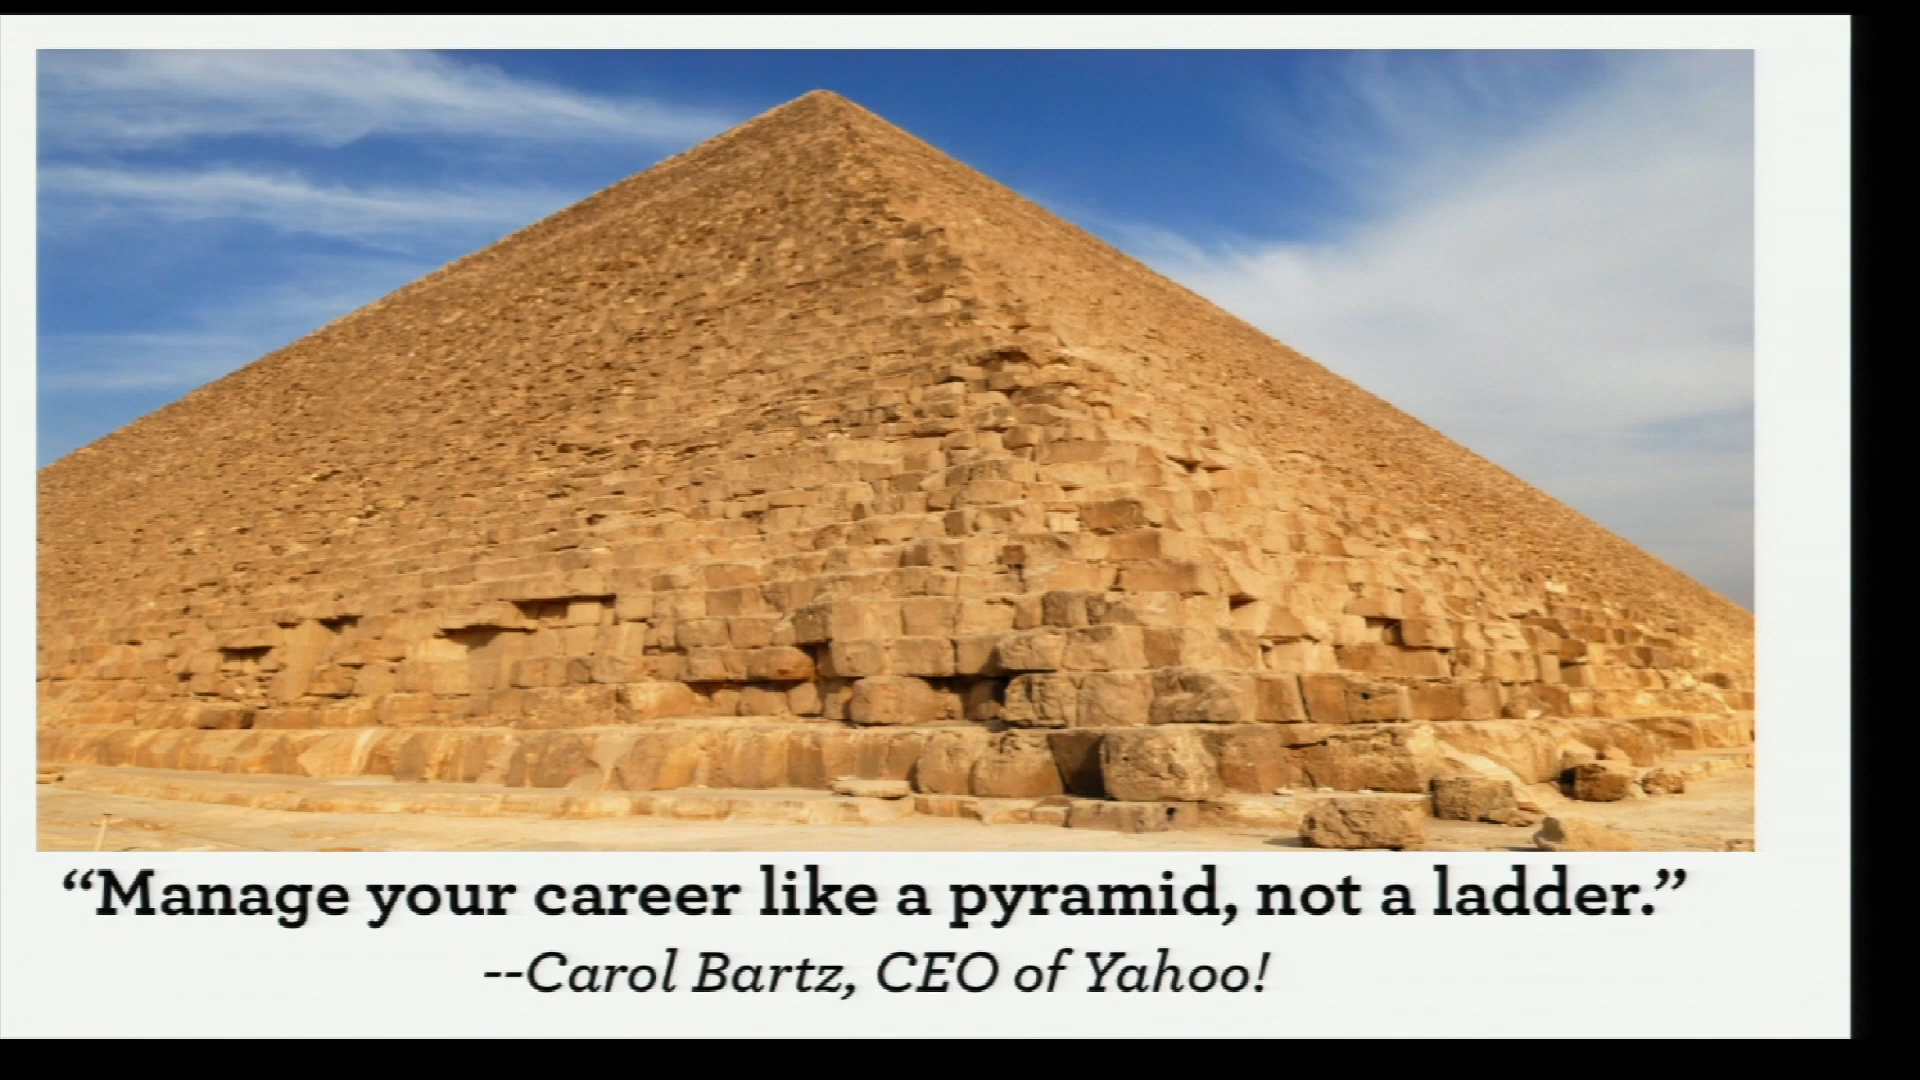 “Manage your career like a pyramid, not a ladder.”
--Carol Bartz, CEO of Yahoo!